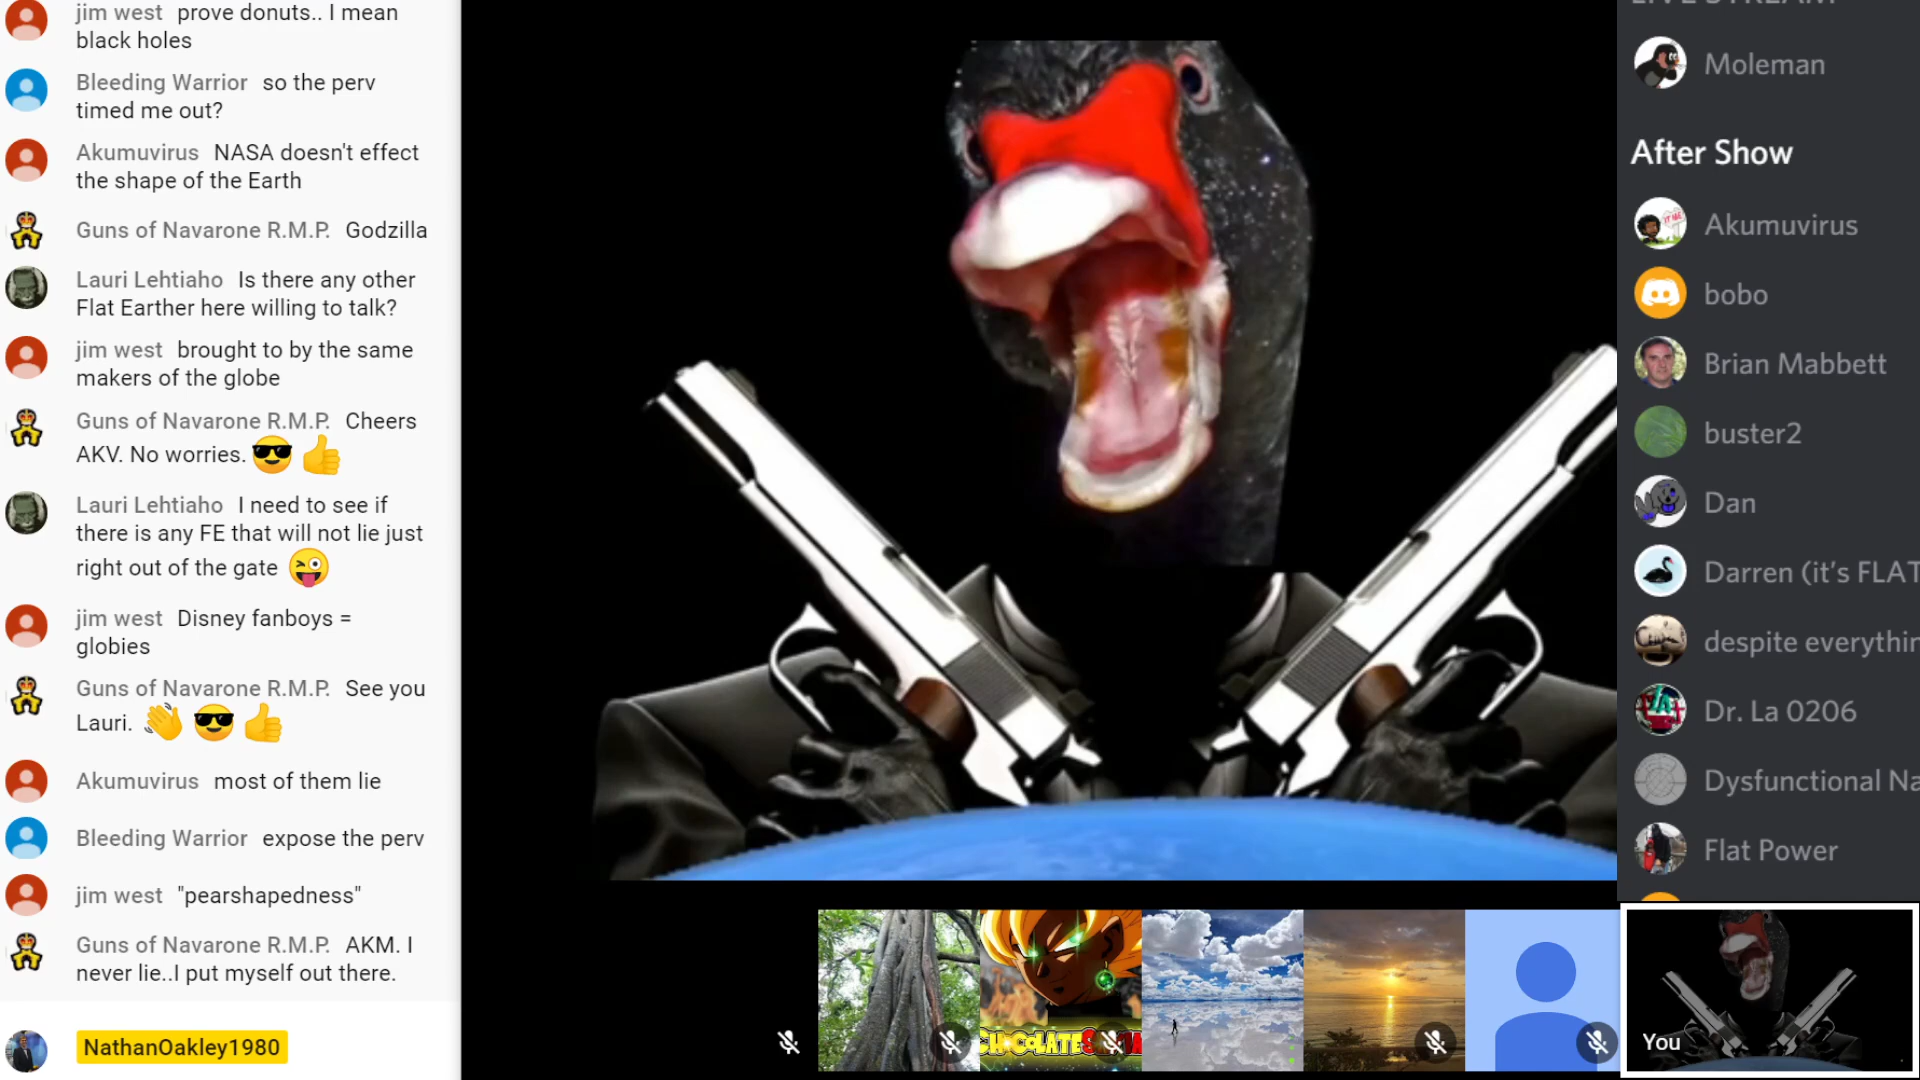 jim west prove donuts.. I mean
black holes
Bleeding Warrior so the perv
timed me out?
Akumuvirus NASA doesn't effect
the shape of the Earth
Guns of Navarone R.M.P. Godzilla
Lauri Lehtiaho Is there any other
Flat Earther here willing to talk?
jim west brought to by the same
makers of the globe
Guns of Navarone R.M.P. Cheers
AKV. No worries. 😎 👍
Lauri Lehtiaho I need to see if
there is any FE that will not lie just
right out of the gate 😜
jim west Disney fanboys =
globies
Guns of Navarone R.M.P. See you
Lauri. 👋 😎 👍
Akumuvirus most of them lie
Bleeding Warrior expose the perv
jim west "pearshapedness"
Guns of Navarone R.M.P. AKM. I
never lie..I put myself out there.
NathanOakley1980
LIVE STREAM!
Moleman
After Show
Akumuvirus
bobo
Brian Mabbett
buster2
Dan
Darren (it's FLAT
despite everythin
Dr. La 0206
Dysfunctional Na
Flat Power
CHOCOLATE
You